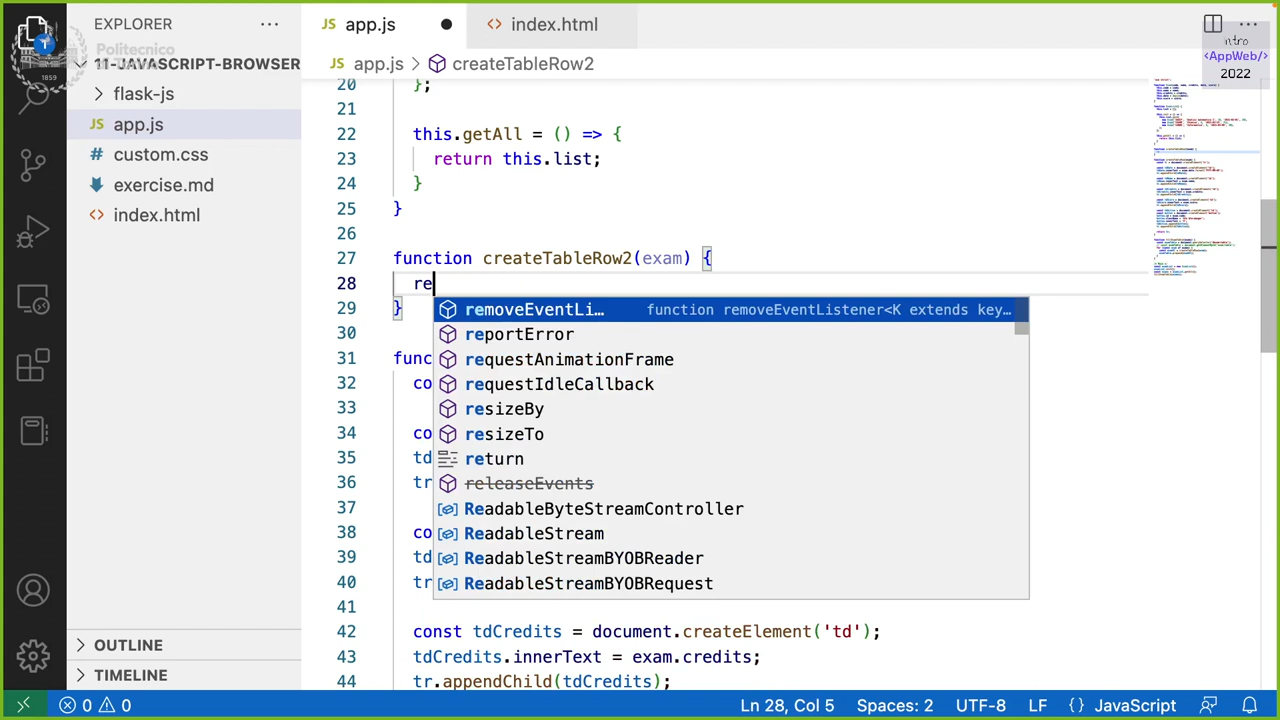 EXPLORER
Politecnico
1859
11-JAVASCRIPT-BROWSER
flask-js
JS app.js
# custom.css
exercise.md
<> index.html
OUTLINE
TIMELINE
JS app.js
<> index.html
JS app.js > createTableRow2
ntro
<AppWeb/>
2022
20 };
21
22 this.getAll = () => {
23 return this.list;
24 }
25 }
26
27 function createTableRow2(exam) {
28 re
29 }
30
31 func
32 co
33
34 co
35 td
36 tr
37
38 co
39 td
40 tr
41
42 const tdCredits = document.createElement('td');
43 tdCredits.innerText = exam.credits;
44 tr.appendChild(tdCredits);
removeEventLi… function removeEventListener<K extends key…
reportError
requestAnimationFrame
requestIdleCallback
resizeBy
resizeTo
return
releaseEvents
ReadableByteStreamController
ReadableStream
ReadableStreamBYOBReader
ReadableStreamBYOBRequest
0 0 Ln 28, Col 5 Spaces: 2 UTF-8 LF {} JavaScript